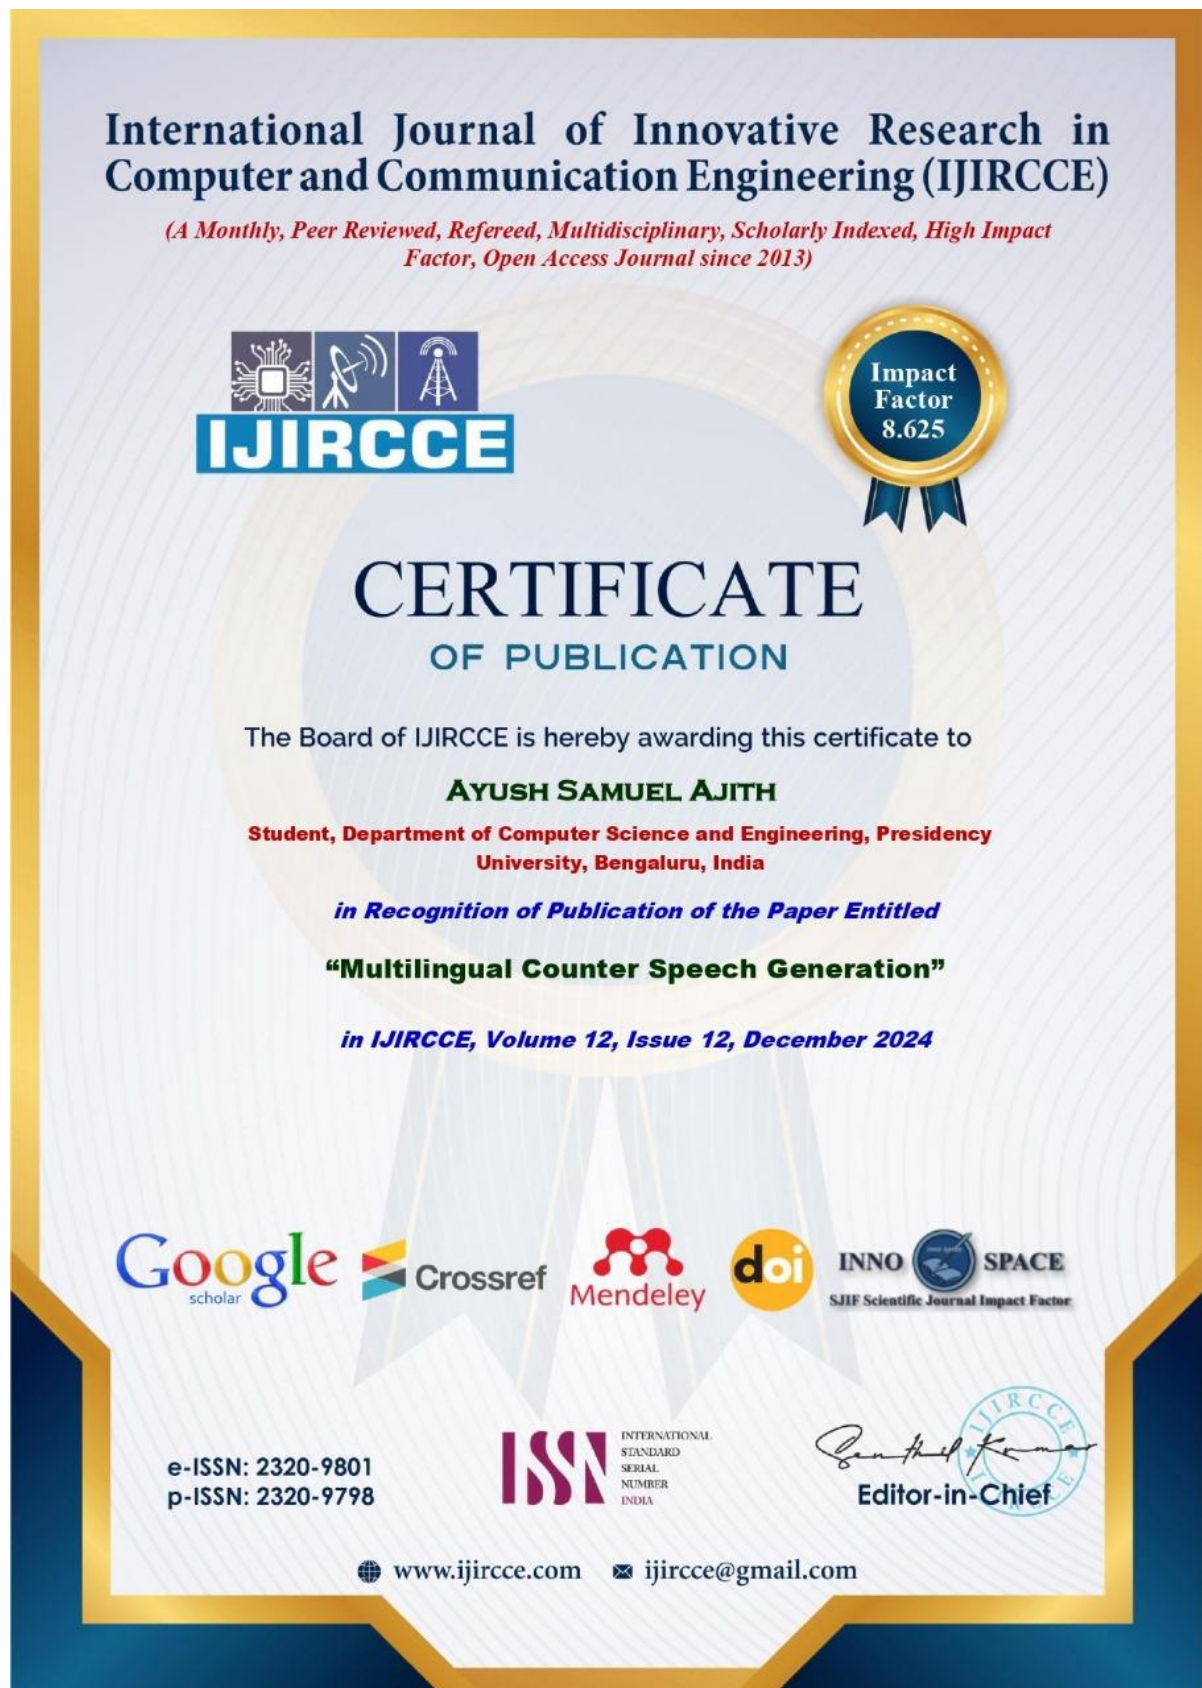 International Journal of Innovative Research in
Computer and Communication Engineering (IJIRCCE)
(A Monthly, Peer Reviewed, Refereed, Multidisciplinary, Scholarly Indexed, High Impact
Factor, Open Access Journal since 2013)
IJIRCCE
Impact
Factor
8.625
CERTIFICATE
OF PUBLICATION
The Board of IJIRCCE is hereby awarding this certificate to
AYUSH SAMUEL AJITH
Student, Department of Computer Science and Engineering, Presidency
University, Bengaluru, India
in Recognition of Publication of the Paper Entitled
“Multilingual Counter Speech Generation”
in IJIRCCE, Volume 12, Issue 12, December 2024
Google
scholar
Crossref
Mendeley
doi
INNO SPACE
SJIF Scientific Journal Impact Factor
e-ISSN: 2320-9801
p-ISSN: 2320-9798
ISSN
INTERNATIONAL
STANDARD
SERIAL
NUMBER
INDIA
Senthil Kumar
IJIRCCE
IJIRCCE
Editor-in-Chief
www.ijircce.com ijircce@gmail.com